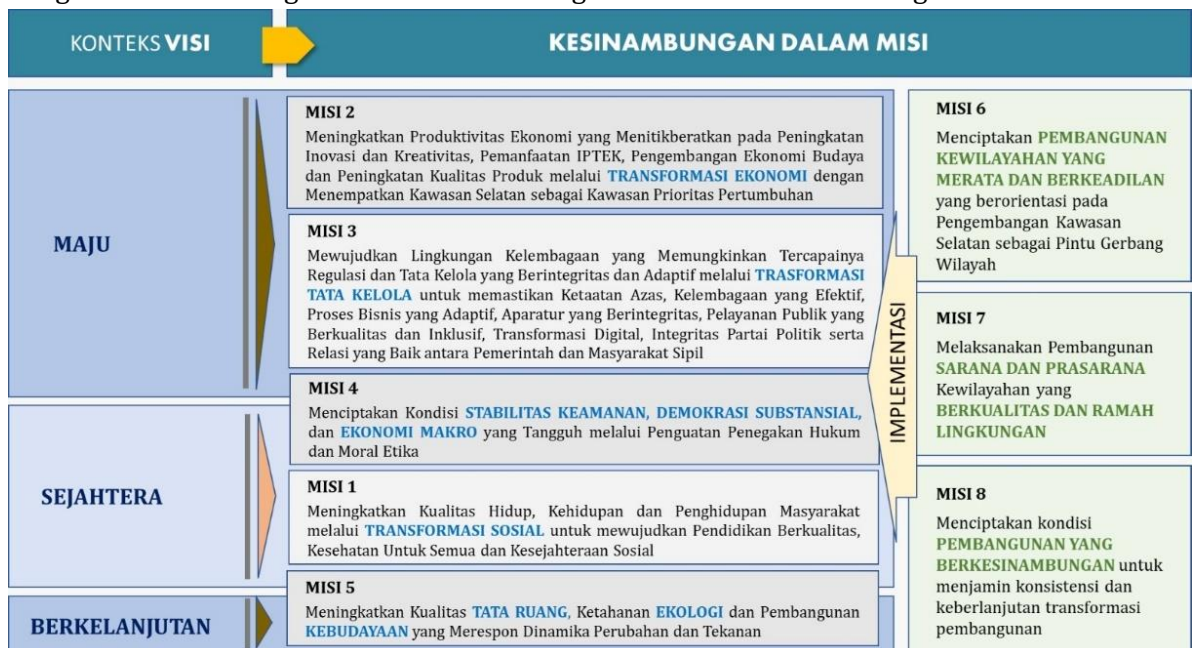 KONTEKS VISI
KESINAMBUNGAN DALAM MISI
MAJU
MISI 2
Meningkatkan Produktivitas Ekonomi yang Menitikberatkan pada Peningkatan
Inovasi dan Kreativitas, Pemanfaatan IPTEK, Pengembangan Ekonomi Budaya
dan Peningkatan Kualitas Produk melalui TRANSFORMASI EKONOMI dengan
Menempatkan Kawasan Selatan sebagai Kawasan Prioritas Pertumbuhan
MISI 3
Mewujudkan Lingkungan Kelembagaan yang Memungkinkan Tercapainya
Regulasi dan Tata Kelola yang Berintegritas dan Adaptif melalui TRASFORMASI
TATA KELOLA untuk memastikan Ketaatan Azas, Kelembagaan yang Efektif,
Proses Bisnis yang Adaptif, Aparatur yang Berintegritas, Pelayanan Publik yang
Berkualitas dan Inklusif, Transformasi Digital, Integritas Partai Politik serta
Relasi yang Baik antara Pemerintah dan Masyarakat Sipil
MISI 4
Menciptakan Kondisi STABILITAS KEAMANAN, DEMOKRASI SUBSTANSIAL,
dan EKONOMI MAKRO yang Tangguh melalui Penguatan Penegakan Hukum
dan Moral Etika
SEJAHTERA
MISI 1
Meningkatkan Kualitas Hidup, Kehidupan dan Penghidupan Masyarakat
melalui TRANSFORMASI SOSIAL untuk mewujudkan Pendidikan Berkualitas,
Kesehatan Untuk Semua dan Kesejahteraan Sosial
BERKELANJUTAN
MISI 5
Meningkatkan Kualitas TATA RUANG, Ketahanan EKOLOGI dan Pembangunan
KEBUDAYAAN yang Merespon Dinamika Perubahan dan Tekanan
IMPLEMENTASI
MISI 6
Menciptakan PEMBANGUNAN
KEWILAYAHAN YANG
MERATA DAN BERKEADILAN
yang berorientasi pada
Pengembangan Kawasan
Selatan sebagai Pintu Gerbang
Wilayah
MISI 7
Melaksanakan Pembangunan
SARANA DAN PRASARANA
Kewilayahan yang
BERKUALITAS DAN RAMAH
LINGKUNGAN
MISI 8
Menciptakan kondisi
PEMBANGUNAN YANG
BERKESINAMBUNGAN untuk
menjamin konsistensi dan
keberlanjutan transformasi
pembangunan